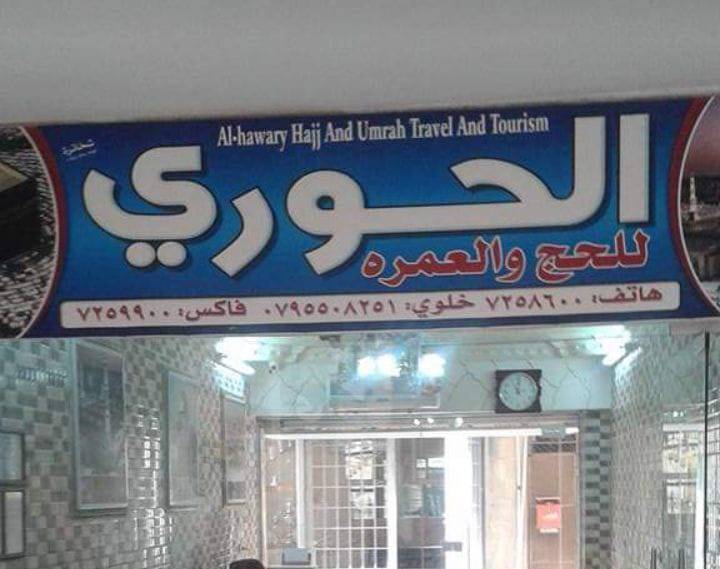 Al-hawary Hajj And Umrah Travel And Tourism
الحوري
للحج والعمره
هاتف: ٧٢٥٨٦٠٠ خلوي: ٠٧٩٥٥٠٨٢٥١ فاكس: ٧٢٥٩٩٠٠